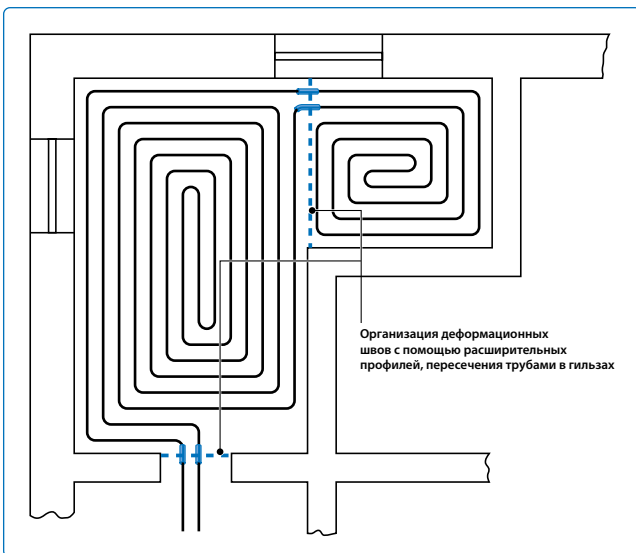 Организация деформационных
швов с помощью расширительных
профилей, пересечения трубами в гильзах